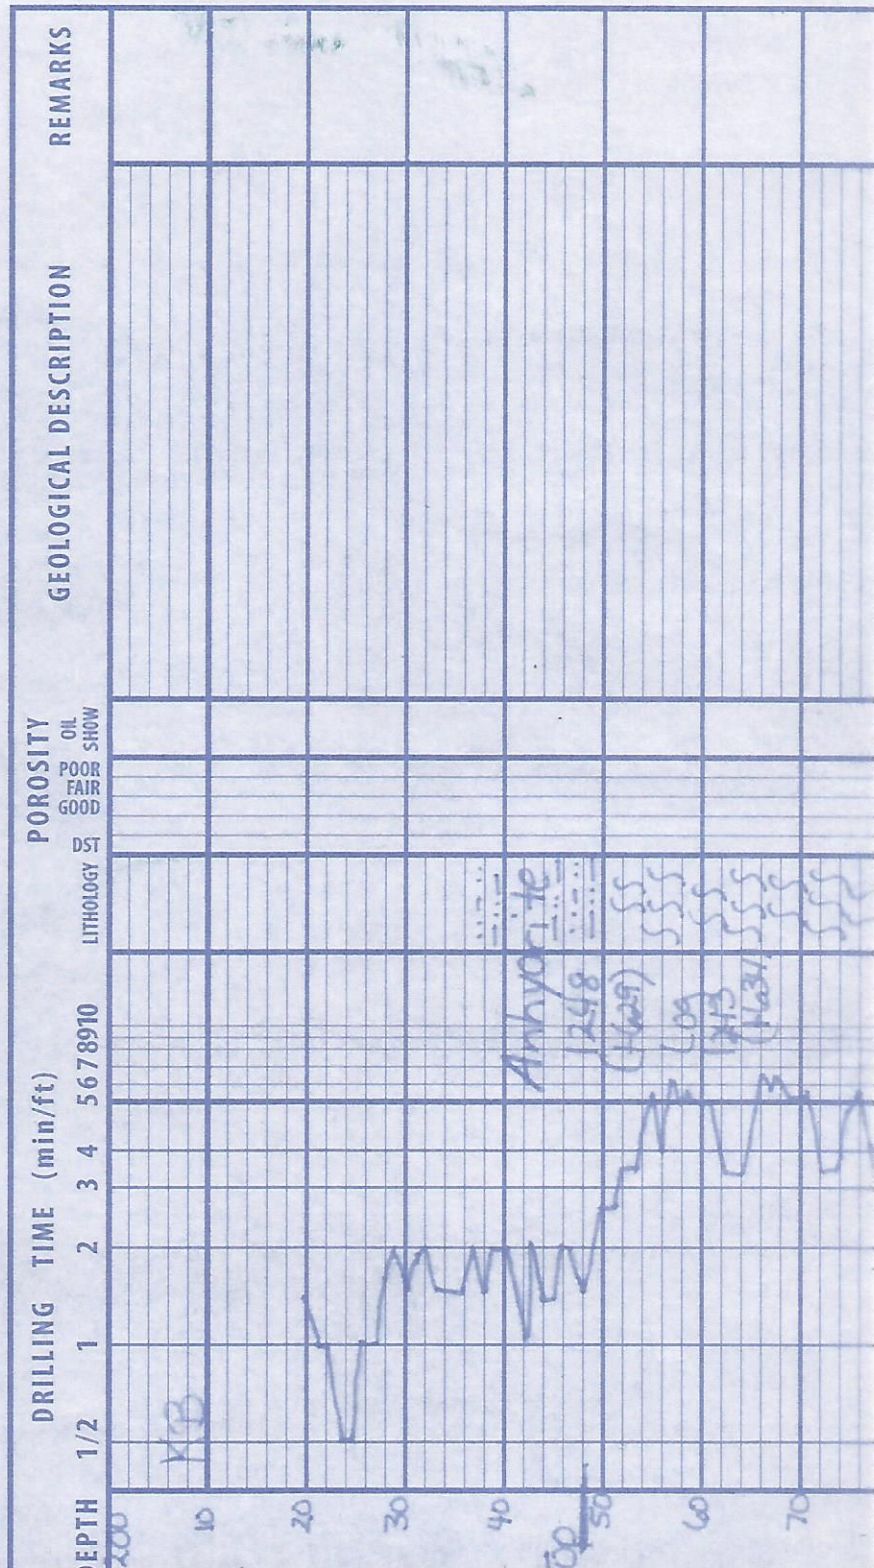 REMARKS
GEOLOGICAL DESCRIPTION
POROSITY
OIL SHOW
POOR
FAIR
GOOD
DST
LITHOLOGY
DRILLING TIME (min/ft)
1/2 1 2 3 4 5 6 7 8 9 10
DEPTH
10
20
30
40
50
60
70
KB
Anhydrite
1248
(+629)
LOG